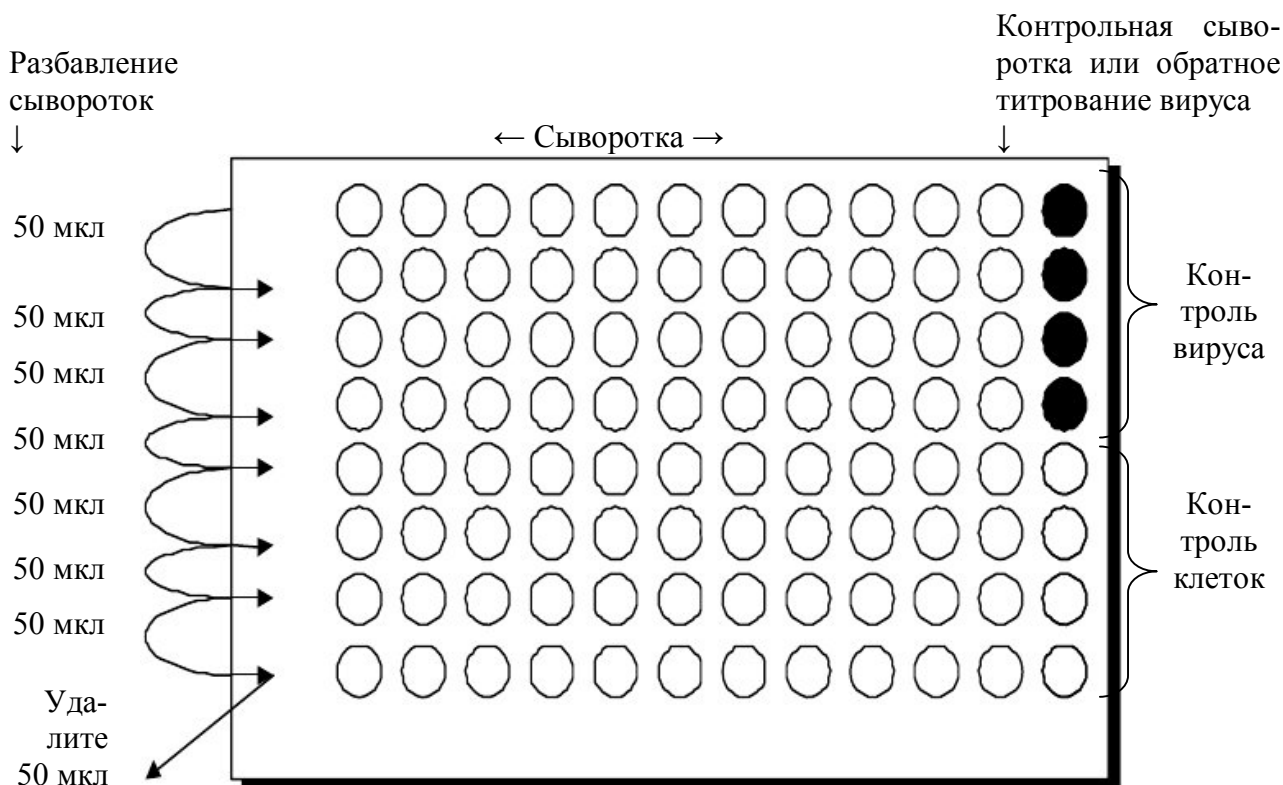 Контрольная сыво-
ротка или обратное
титрование вируса
↓
Разбавление
сывороток
↓
← Сыворотка →
50 мкл
50 мкл
50 мкл
50 мкл
50 мкл
50 мкл
50 мкл
Уда-
лите
50 мкл
Кон-
троль
вируса
Кон-
троль
клеток